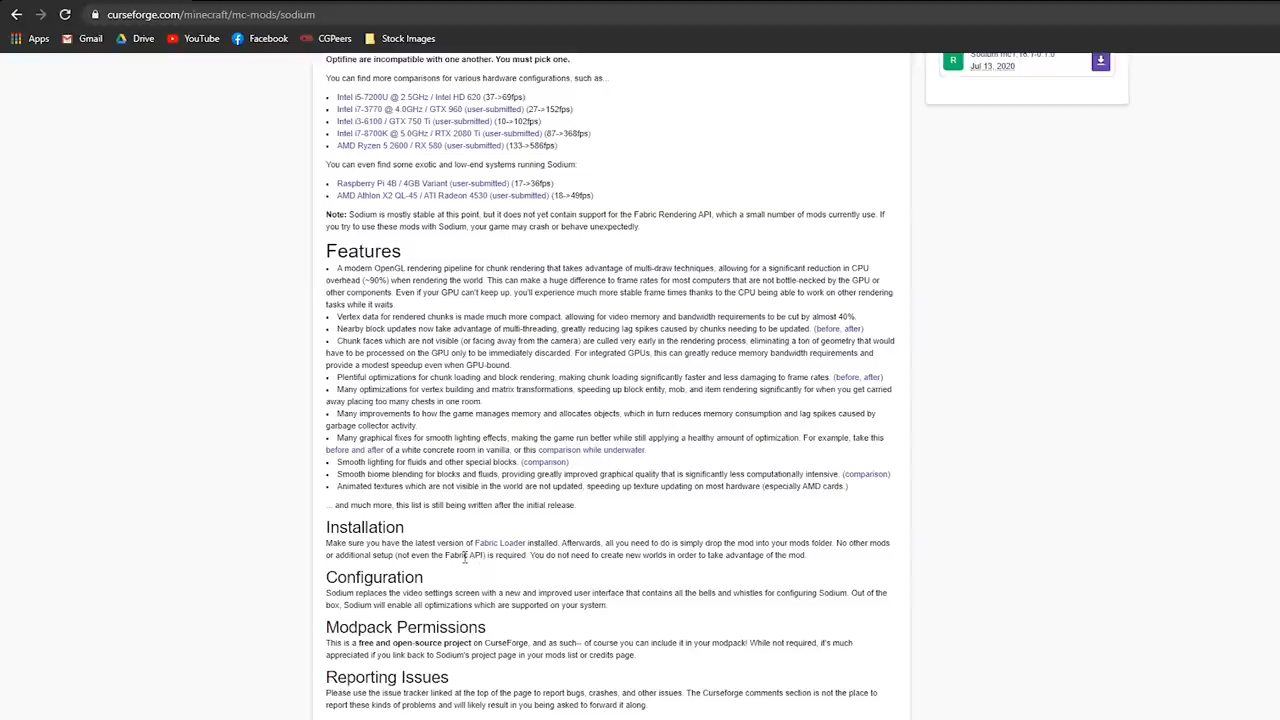 curseforge.com/minecraft/mc-mods/sodium
Apps Gmail Drive YouTube Facebook CGPeers Stock Images
Optifine are incompatible with one another. You must pick one.
You can find more comparisons for various hardware configurations, such as...
• Intel i5-7200U @ 2.5GHz / Intel HD 620 (37->69fps)
• Intel i7-3770 @ 4.0GHz / GTX 960 (user-submitted) (27->152fps)
• Intel i3-6100 / GTX 750 Ti (user-submitted) (10->102fps)
• Intel i7-8700K @ 5.0GHz / RTX 2080 Ti (user-submitted) (87->368fps)
• AMD Ryzen 5 2600 / RX 580 (user-submitted) (133->586fps)
You can even find some exotic and low-end systems running Sodium:
• Raspberry Pi 4B / 4GB Variant (user-submitted) (17->36fps)
• AMD Athlon X2 QL-45 / ATI Radeon 4530 (user-submitted) (18->49fps)
Note: Sodium is mostly stable at this point, but it does not yet contain support for the Fabric Rendering API, which a small number of mods currently use. If
you try to use these mods with Sodium, your game may crash or behave unexpectedly.
Features
• A modern OpenGL rendering pipeline for chunk rendering that takes advantage of multi-draw techniques, allowing for a significant reduction in CPU
overhead (~90%) when rendering the world. This can make a huge difference to frame rates for most computers that are not bottle-necked by the GPU or
other components. Even if your GPU can't keep up, you'll experience much more stable frame times thanks to the CPU being able to work on other rendering
tasks while it waits.
• Vertex data for rendered chunks is made much more compact, allowing for video memory and bandwidth requirements to be cut by almost 40%.
• Nearby block updates now take advantage of multi-threading, greatly reducing lag spikes caused by chunks needing to be updated. (before, after)
• Chunk faces which are not visible (or facing away from the camera) are culled very early in the rendering process, eliminating a ton of geometry that would
have to be processed on the GPU only to be immediately discarded. For integrated GPUs, this can greatly reduce memory bandwidth requirements and
provide a modest speedup even when GPU-bound.
• Plentiful optimizations for chunk loading and block rendering, making chunk loading significantly faster and less damaging to frame rates. (before, after)
• Many optimizations for vertex building and matrix transformations, speeding up block entity, mob, and item rendering significantly for when you get carried
away placing too many chests in one room.
• Many improvements to how the game manages memory and allocates objects, which in turn reduces memory consumption and lag spikes caused by
garbage collector activity.
• Many graphical fixes for smooth lighting effects, making the game run better while still applying a healthy amount of optimization. For example, take this
before and after of a white concrete room in vanilla, or this comparison while underwater.
• Smooth lighting for fluids and other special blocks. (comparison)
• Smooth biome blending for blocks and fluids, providing greatly improved graphical quality that is significantly less computationally intensive. (comparison)
• Animated textures which are not visible in the world are not updated, speeding up texture updating on most hardware (especially AMD cards.)
... and much more, this list is still being written after the initial release.
Installation
Make sure you have the latest version of Fabric Loader installed. Afterwards, all you need to do is simply drop the mod into your mods folder. No other mods
or additional setup (not even the Fabric API) is required. You do not need to create new worlds in order to take advantage of the mod.
Configuration
Sodium replaces the video settings screen with a new and improved user interface that contains all the bells and whistles for configuring Sodium. Out of the
box, Sodium will enable all optimizations which are supported on your system.
Modpack Permissions
This is a free and open-source project on CurseForge, and as such-- of course you can include it in your modpack! While not required, it's much
appreciated if you link back to Sodium's project page in your mods list or credits page.
Reporting Issues
Please use the issue tracker linked at the top of the page to report bugs, crashes, and other issues. The Curseforge comments section is not the place to
report these kinds of problems and will likely result in you being asked to forward it along.
R
Jul 13, 2020